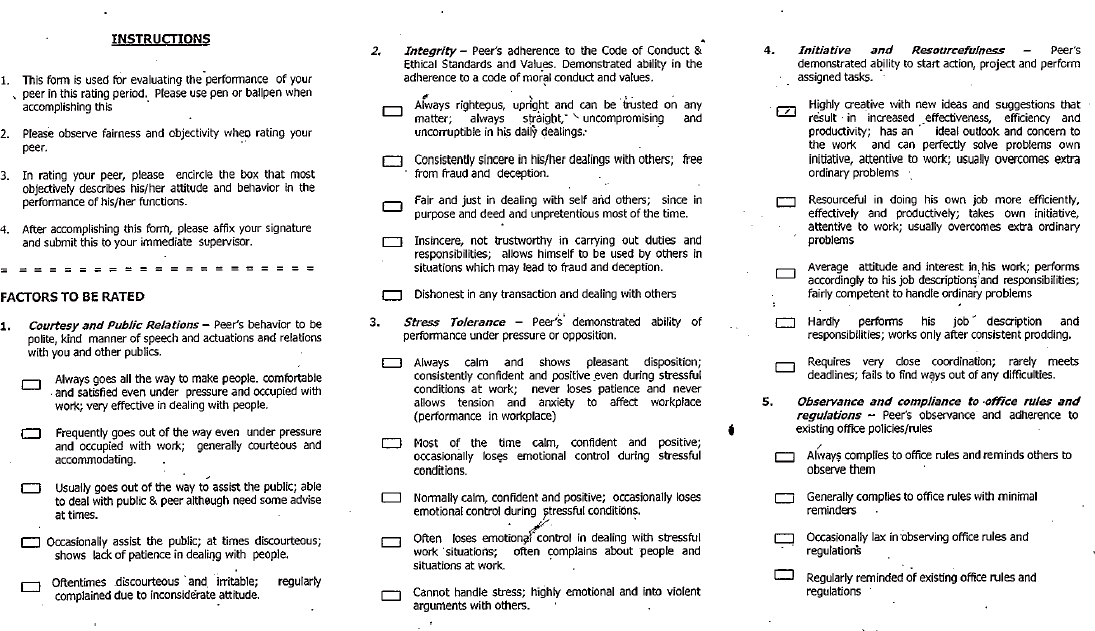 INSTRUCTIONS
1. This form is used for evaluating the performance of your
peer in this rating period. Please use pen or ballpen when
accomplishing this
2. Please observe fairness and objectivity when rating your
peer.
3. In rating your peer, please encircle the box that most
objectively describes his/her attitude and behavior in the
performance of his/her functions.
4. After accomplishing this form, please affix your signature
and submit this to your immediate supervisor.
= = = = = = = = = = = = = = = = = = = =
FACTORS TO BE RATED
1. Courtesy and Public Relations – Peer's behavior to be
polite, kind manner of speech and actuations and relations
with you and other publics.
Always goes all the way to make people. comfortable
and satisfied even under pressure and occupied with
work; very effective in dealing with people.
Frequently goes out of the way even under pressure
and occupied with work; generally courteous and
accommodating.
Usually goes out of the way to assist the public; able
to deal with public & peer although need some advise
at times.
Occasionally assist the public; at times discourteous;
shows lack of patience in dealing with people.
Oftentimes discourteous and irritable; regularly
complained due to inconsiderate attitude.
2. Integrity – Peer's adherence to the Code of Conduct &
Ethical Standards and Values. Demonstrated ability in the
adherence to a code of moral conduct and values.
Always righteous, upright and can be trusted on any
matter; always straight, uncompromising and
uncorruptible in his daily dealings.
Consistently sincere in his/her dealings with others; free
from fraud and deception.
Fair and just in dealing with self and others; since in
purpose and deed and unpretentious most of the time.
Insincere, not trustworthy in carrying out duties and
responsibilities; allows himself to be used by others in
situations which may lead to fraud and deception.
Dishonest in any transaction and dealing with others
3. Stress Tolerance – Peer's demonstrated ability of
performance under pressure or opposition.
Always calm and shows pleasant disposition;
consistently confident and positive even during stressful
conditions at work; never loses patience and never
allows tension and anxiety to affect workplace
(performance in workplace)
Most of the time calm, confident and positive;
occasionally loses emotional control during stressful
conditions.
Normally calm, confident and positive; occasionally loses
emotional control during stressful conditions.
Often loses emotional control in dealing with stressful
work situations; often complains about people and
situations at work.
Cannot handle stress; highly emotional and into violent
arguments with others.
4. Initiative and Resourcefulness – Peer's
demonstrated ability to start action, project and perform
assigned tasks.
Highly creative with new ideas and suggestions that
result in increased effectiveness, efficiency and
productivity; has an ideal outlook and concern to
the work and can perfectly solve problems own
initiative, attentive to work; usually overcomes extra
ordinary problems
Resourceful in doing his own job more efficiently,
effectively and productively; takes own initiative,
attentive to work; usually overcomes extra ordinary
problems
Average attitude and interest in his work; performs
accordingly to his job descriptions and responsibilities;
fairly competent to handle ordinary problems
Hardly performs his job description and
responsibilities; works only after consistent prodding.
Requires very close coordination; rarely meets
deadlines; fails to find ways out of any difficulties.
5. Observance and compliance to office rules and
regulations – Peer's observance and adherence to
existing office policies/rules
Always complies to office rules and reminds others to
observe them
Generally complies to office rules with minimal
reminders
Occasionally lax in observing office rules and
regulations
Regularly reminded of existing office rules and
regulations